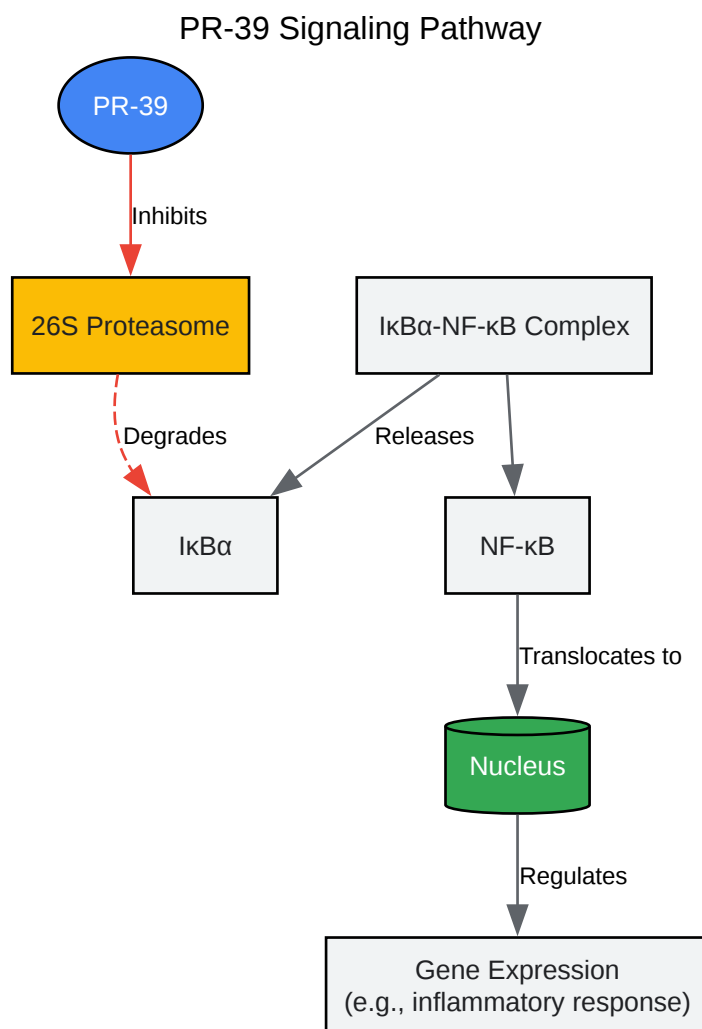 PR-39 Signaling Pathway
PR-39
Inhibits
26S Proteasome
IκBα-NF-κB Complex
Degrades
Releases
IκBα
NF-κB
Translocates to
Nucleus
Regulates
Gene Expression
(e.g., inflammatory response)